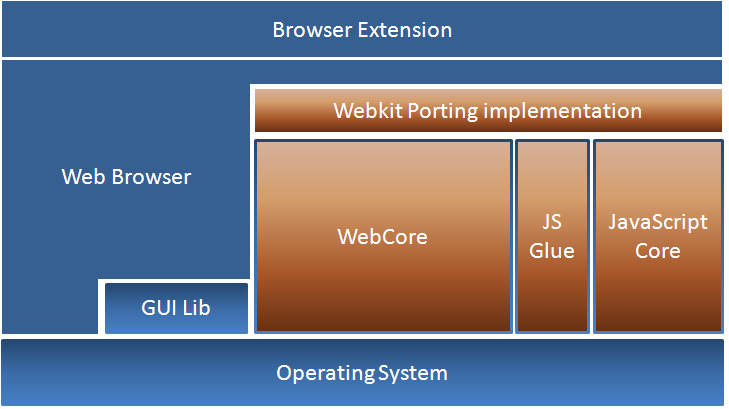 Browser Extension
Webkit Porting implementation
Web Browser
WebCore
JS
Glue
JavaScript
Core
GUI Lib
Operating System